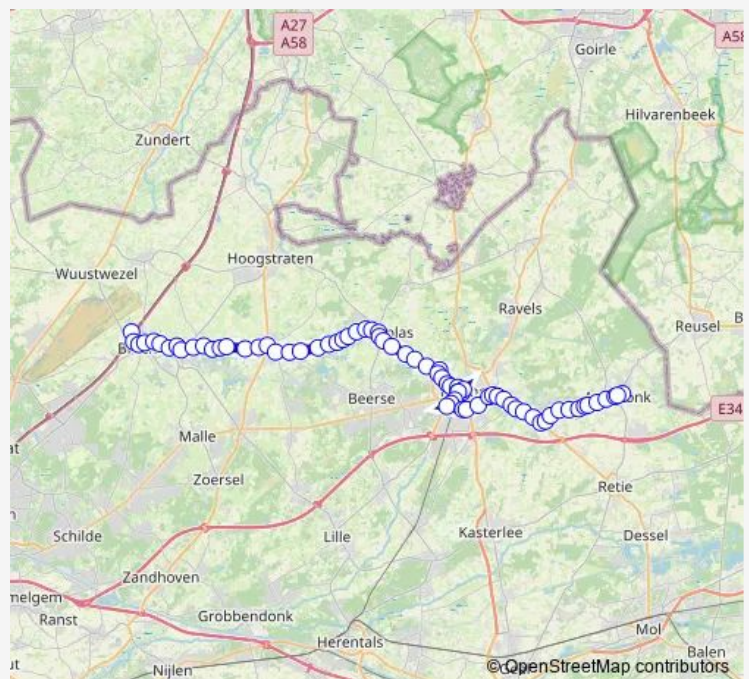 A27
A58
A58
Goirle
Hilvarenbeek
Zundert
Hoogstraten
Wuustwezel
Ravels
Reusel
Beerse
E34
Malle
Zoersel
Retie
Schilde
Lille
Kasterlee
Dessel
Zandhoven
Ranst
Grobbendonk
Herentals
Mol
Balen
Nijlen
© OpenStreetMap contributors